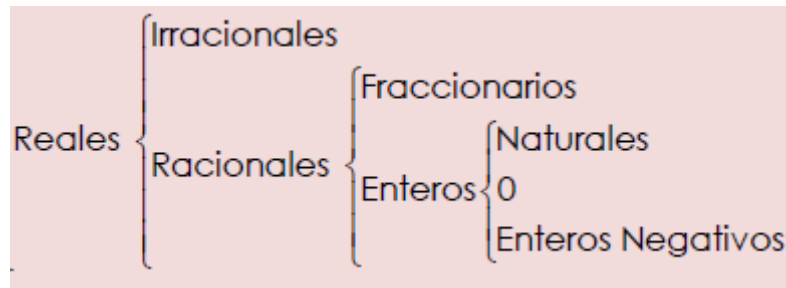 Irracionales
Fraccionarios
Reales
Naturales
Racionales
Enteros
0
Enteros Negativos